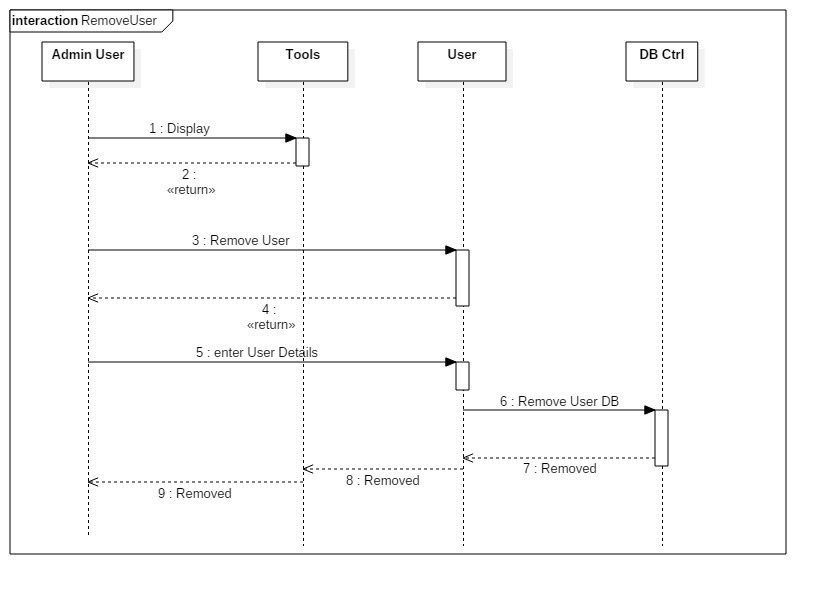 interaction RemoveUser
Admin User
Tools
User
DB Ctrl
1 : Display
2 :
«return»
3 : Remove User
4 :
«return»
5 : enter User Details
6 : Remove User DB
7 : Removed
8 : Removed
9 : Removed